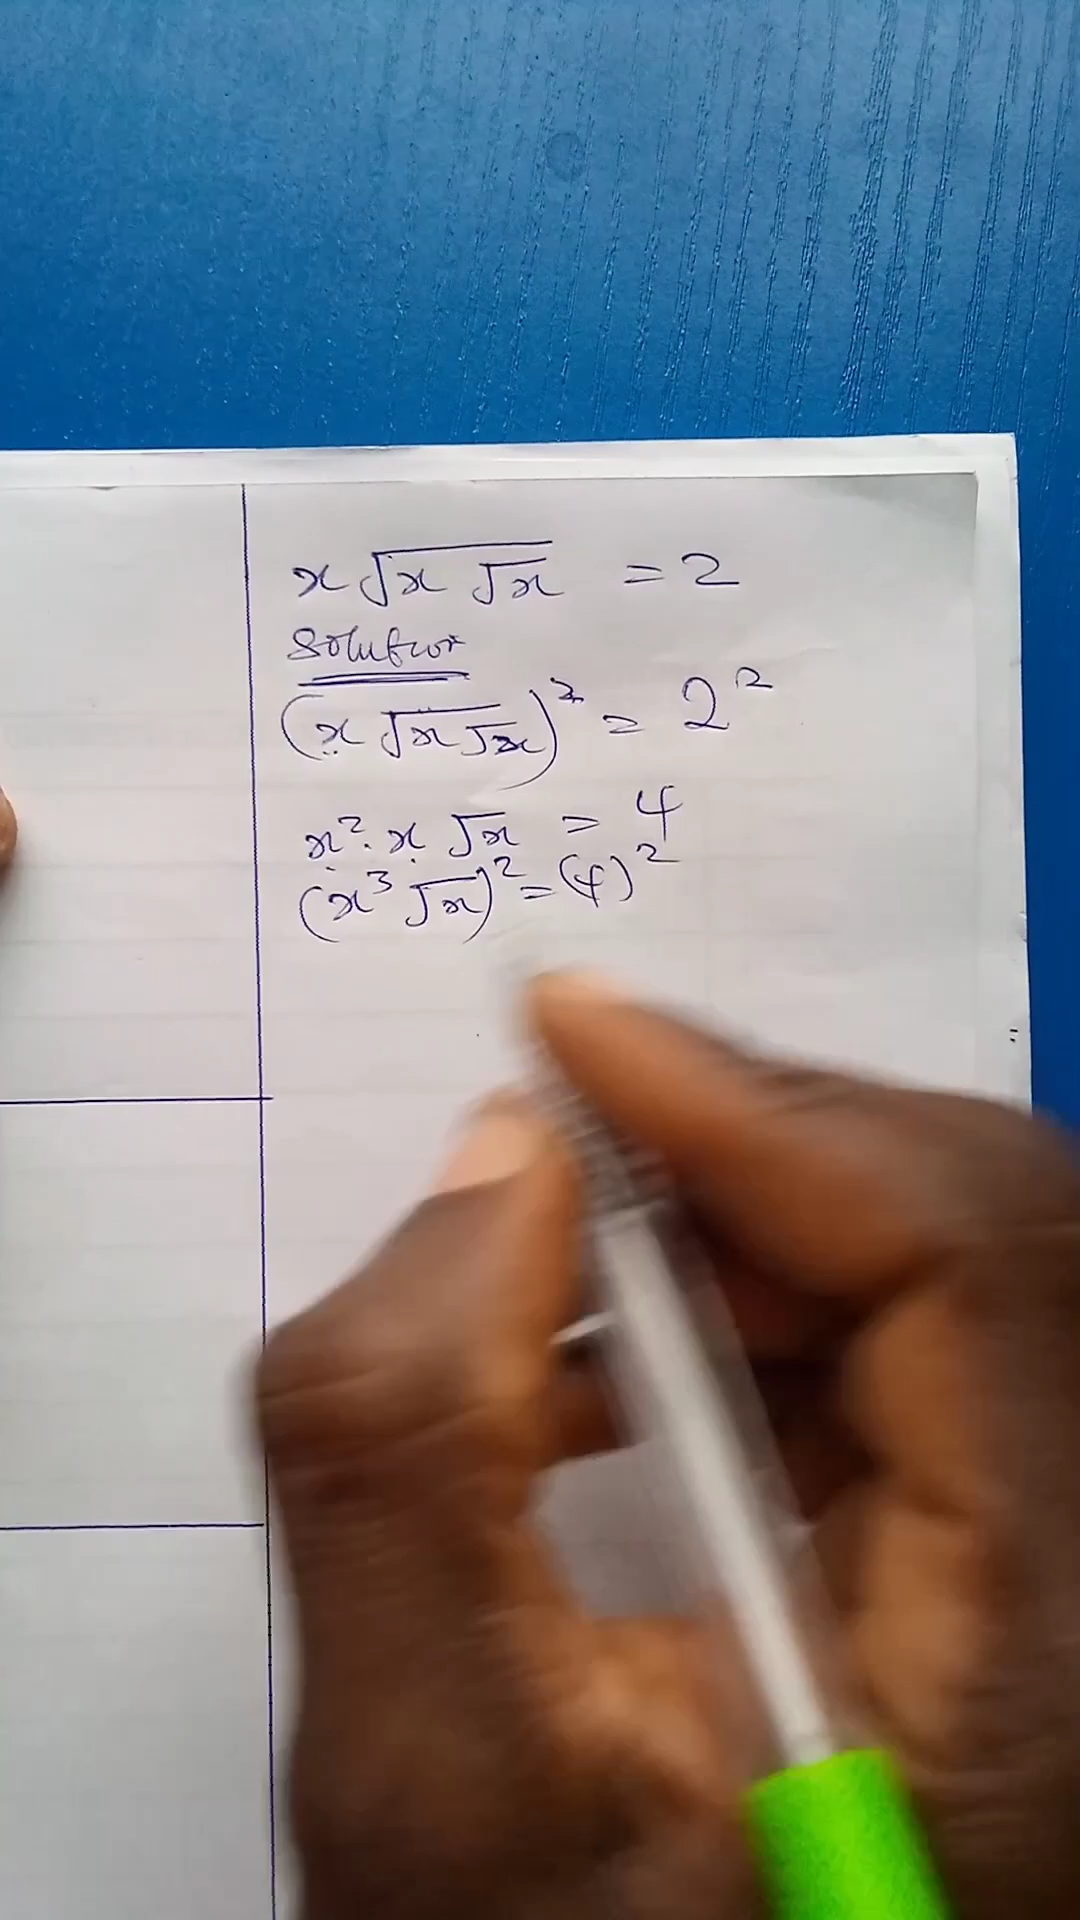 x√(x√x) = 2
Solution
(x√(x√x))² = 2²
x² . x √x = 4
(x³ √x)² = (4)²